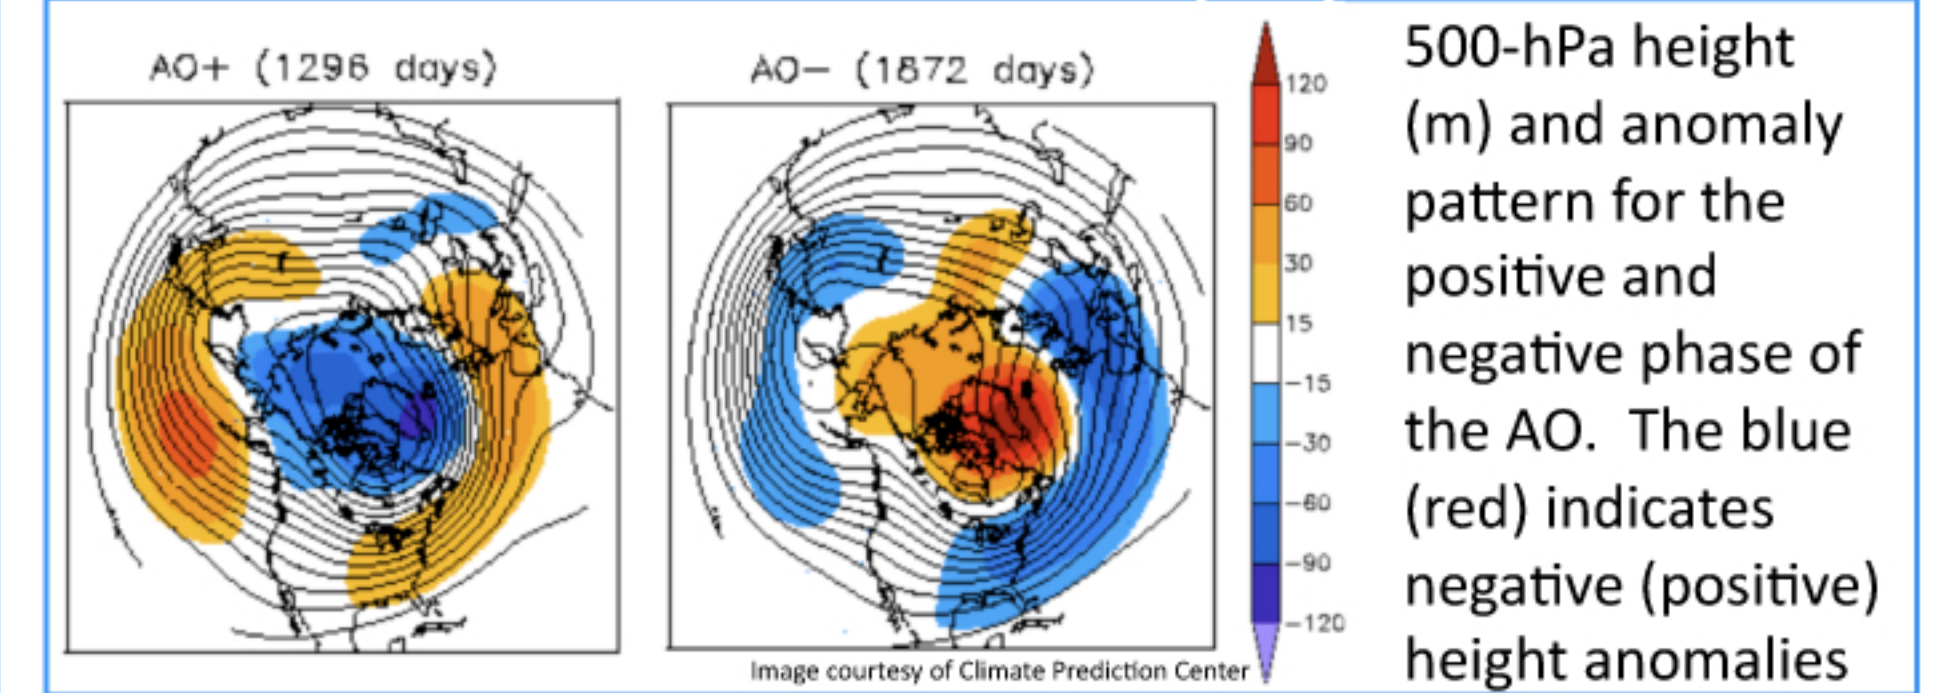 AO+ (1296 days)
AO− (1872 days)
120
90
60
30
15
−15
−30
−60
−90
−120
Image courtesy of Climate Prediction Center
500-hPa height
(m) and anomaly
pattern for the
positive and
negative phase of
the AO.  The blue
(red) indicates
negative (positive)
height anomalies